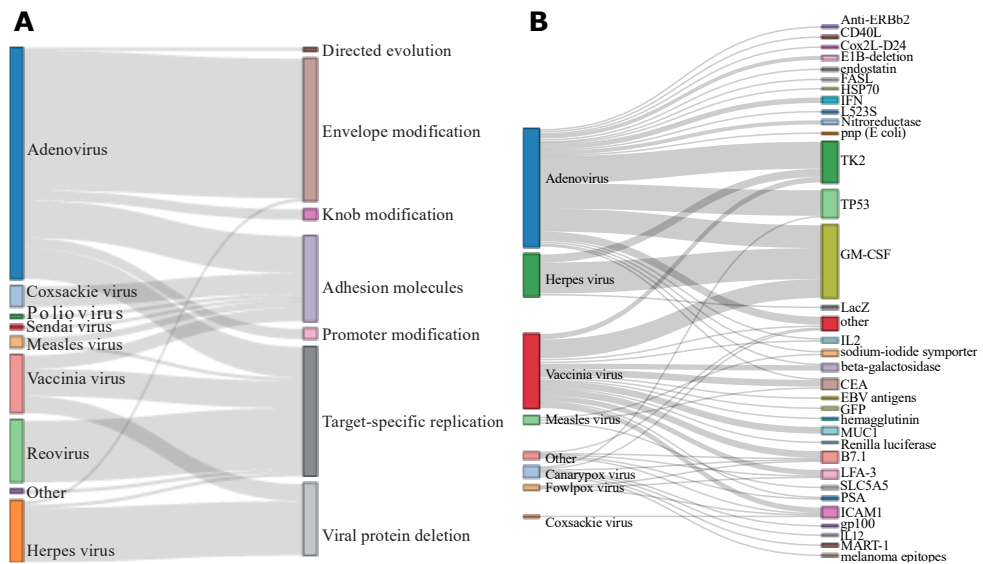 A
Adenovirus
Coxsackie virus
Polio virus
Sendai virus
Measles virus
Vaccinia virus
Reovirus
Other
Herpes virus
Directed evolution
Envelope modification
Knob modification
Adhesion molecules
Promoter modification
Target-specific replication
Viral protein deletion
B
Adenovirus
Herpes virus
Vaccinia virus
Measles virus
Other
Canarypox virus
Fowlpox virus
Coxsackie virus
Anti-ERBb2
CD40L
Cox2L-D24
E1B-deletion
endostatin
FASL
HSP70
IFN
L523S
Nitroreductase
pnp (E coli)
TK2
TP53
GM-CSF
LacZ
other
IL2
sodium-iodide symporter
beta-galactosidase
CEA
EBV antigens
GFP
hemagglutinin
MUC1
Renilla luciferase
B7.1
LFA-3
SLC5A5
PSA
ICAM1
gp100
IL12
MART-1
melanoma epitopes